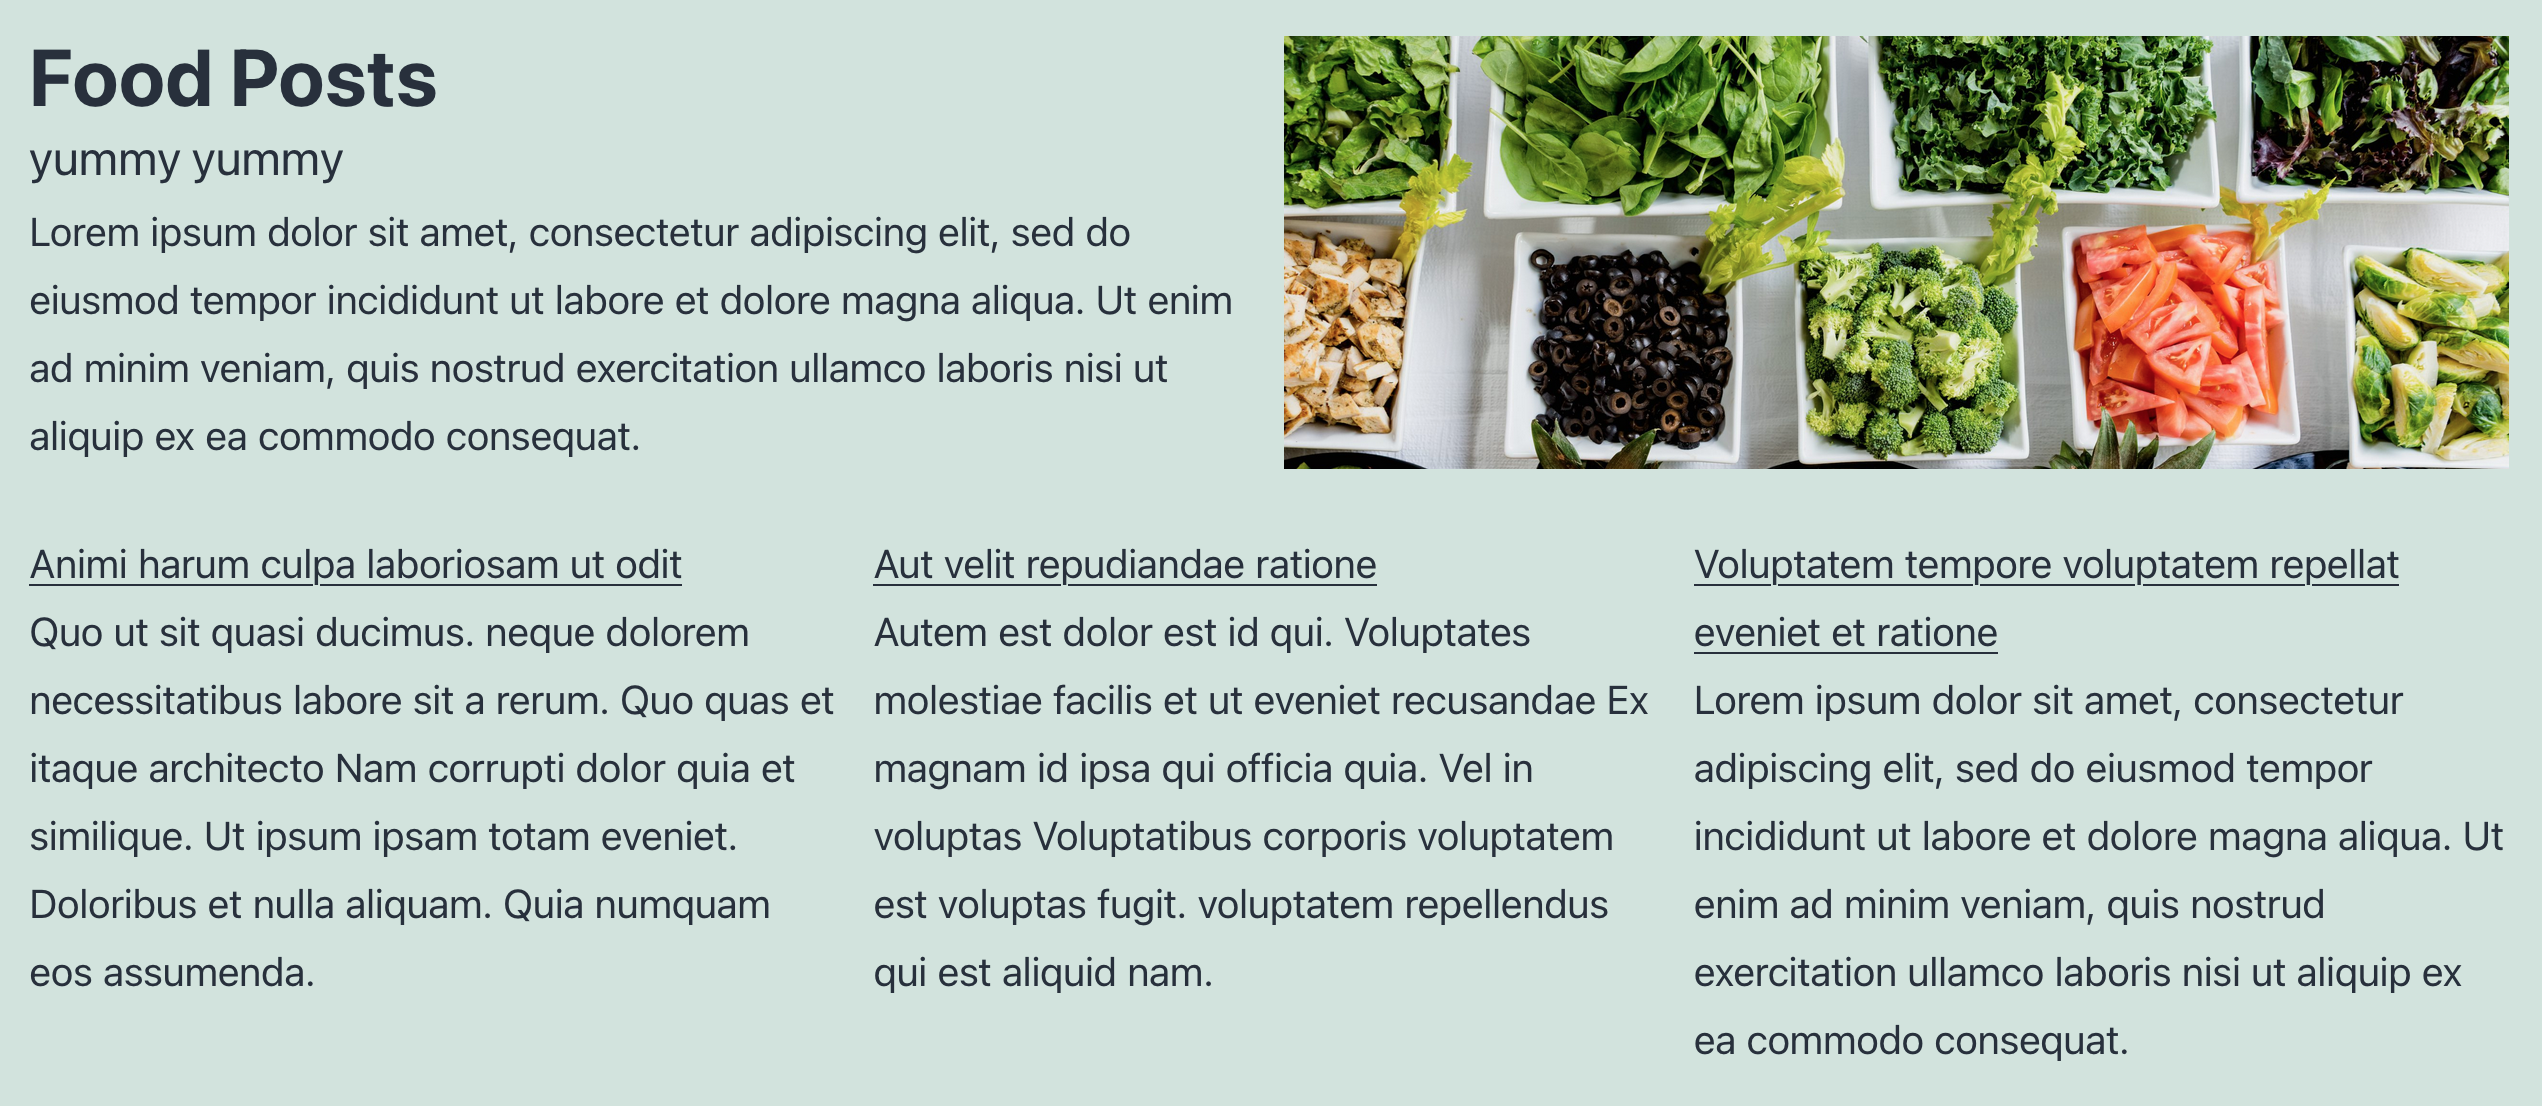 Food Posts
yummy yummy
Lorem ipsum dolor sit amet, consectetur adipiscing elit, sed do
eiusmod tempor incididunt ut labore et dolore magna aliqua. Ut enim
ad minim veniam, quis nostrud exercitation ullamco laboris nisi ut
aliquip ex ea commodo consequat.
Animi harum culpa laboriosam ut odit
Quo ut sit quasi ducimus. neque dolorem
necessitatibus labore sit a rerum. Quo quas et
itaque architecto Nam corrupti dolor quia et
similique. Ut ipsum ipsam totam eveniet.
Doloribus et nulla aliquam. Quia numquam
eos assumenda.
Aut velit repudiandae ratione
Autem est dolor est id qui. Voluptates
molestiae facilis et ut eveniet recusandae Ex
magnam id ipsa qui officia quia. Vel in
voluptas Voluptatibus corporis voluptatem
est voluptas fugit. voluptatem repellendus
qui est aliquid nam.
Voluptatem tempore voluptatem repellat
eveniet et ratione
Lorem ipsum dolor sit amet, consectetur
adipiscing elit, sed do eiusmod tempor
incididunt ut labore et dolore magna aliqua. Ut
enim ad minim veniam, quis nostrud
exercitation ullamco laboris nisi ut aliquip ex
ea commodo consequat.